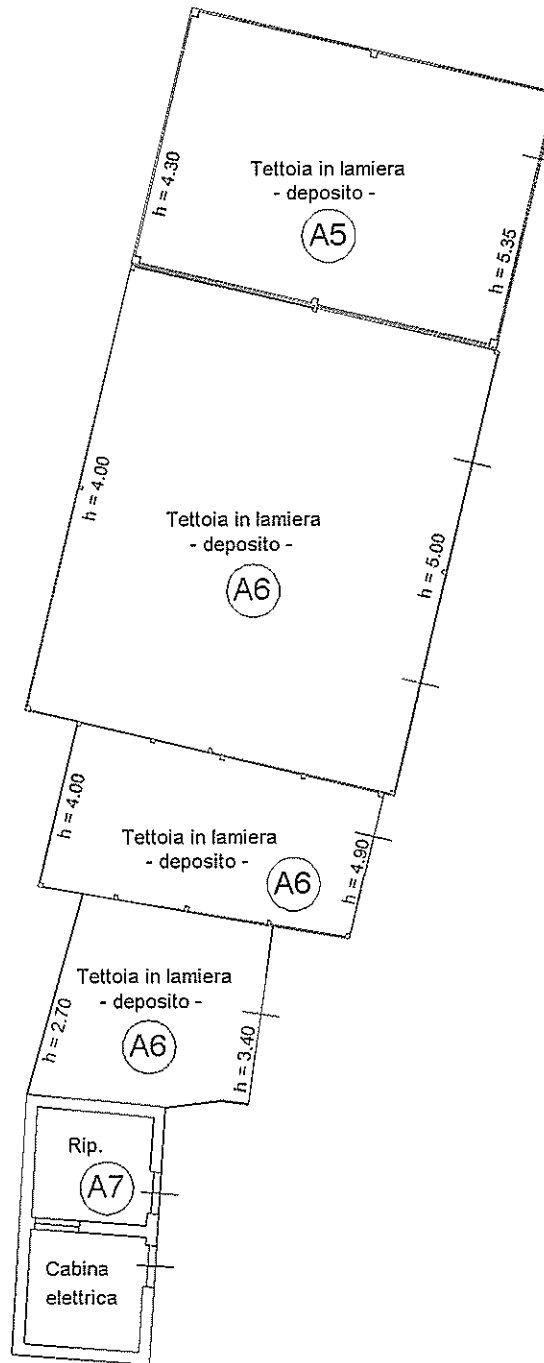 Tettoia in lamiera
- deposito -
A5
h = 4.30
h = 5.35
h = 4.00
Tettoia in lamiera
- deposito -
A6
h = 5.00
h = 4.00
Tettoia in lamiera
- deposito -
A6
h = 4.90
Tettoia in lamiera
- deposito -
A6
h = 2.70
h = 3.40
Rip.
A7
Cabina
elettrica